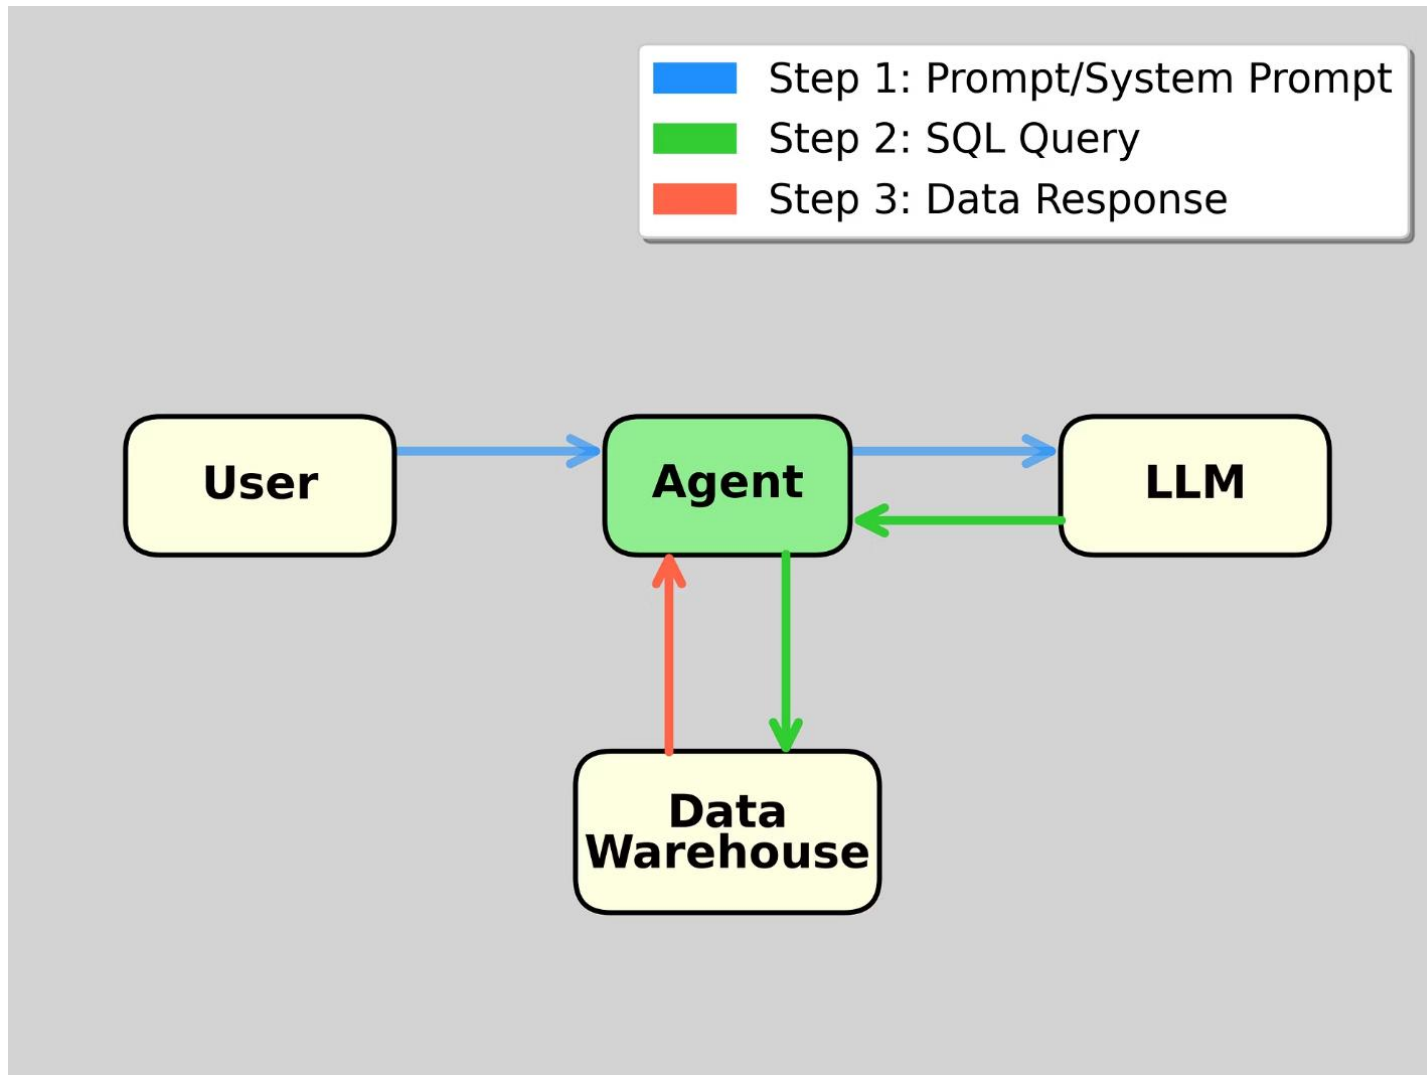 Step 1: Prompt/System Prompt
Step 2: SQL Query
Step 3: Data Response
User
Agent
LLM
Data
Warehouse